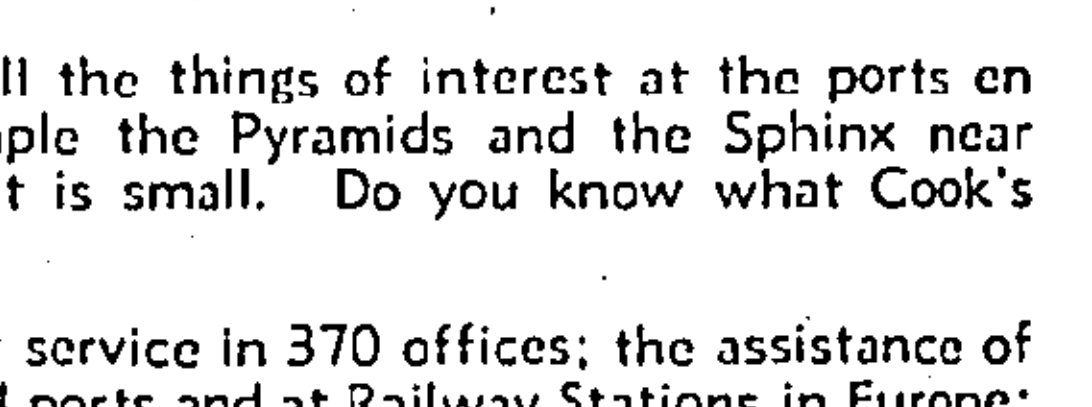 ll the things of interest at the ports en
ple the Pyramids and the Sphinx near
t is small. Do you know what Cook's
service in 370 offices; the assistance of
ports and at Railway Stations in Europe;